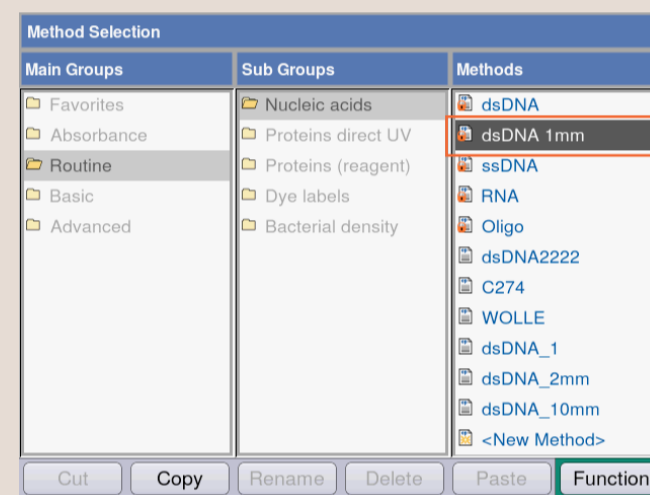 Method Selection
Main Groups
Sub Groups
Methods
Favorites
Absorbance
Routine
Basic
Advanced
Nucleic acids
Proteins direct UV
Proteins (reagent)
Dye labels
Bacterial density
dsDNA
dsDNA 1mm
ssDNA
RNA
Oligo
dsDNA2222
C274
WOLLE
dsDNA_1
dsDNA_2mm
dsDNA_10mm
<New Method>
Cut
Copy
Rename
Delete
Paste
Function